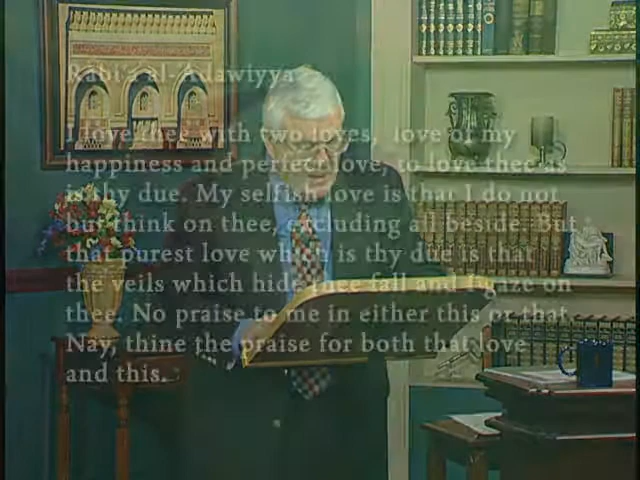 Rabi'a al-Adawiyya
I love thee with two loves, love of my
happiness and perfect love, to love thee as
is thy due. My selfish love is that I do not
but think on thee, excluding all beside. But
that purest love which is thy due is that
the veils which hide thee fall and I gaze on
thee. No praise to me in either this or that.
Nay, thine the praise for both that love
and this.